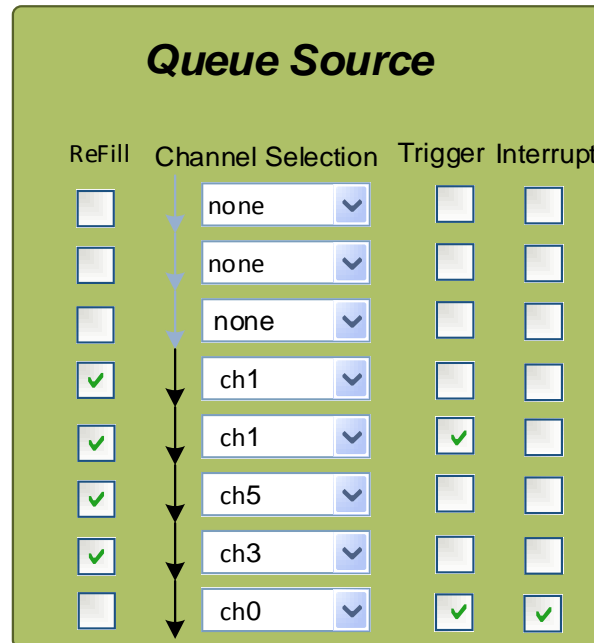 Queue Source
ReFill Channel Selection Trigger Interrupt
none
none
none
ch1
ch1
ch5
ch3
ch0